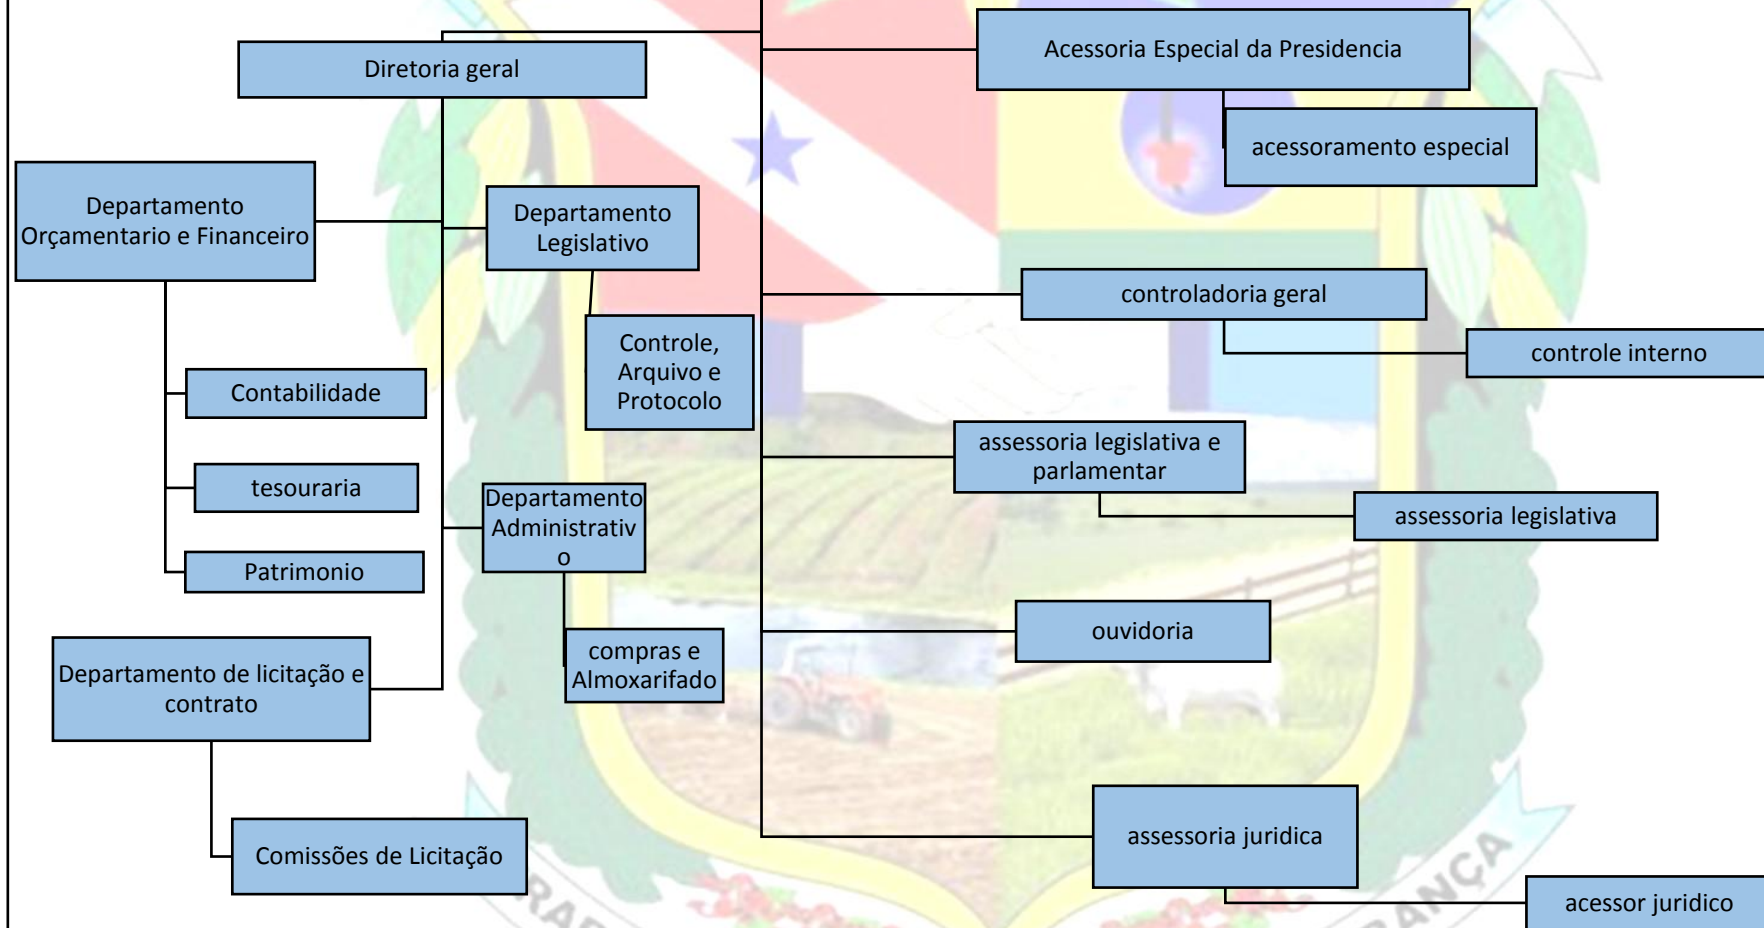 Acessoria Especial da Presidencia
Diretoria geral
acessoramento especial
Departamento
Orçamentario e Financeiro
Departamento
Legislativo
controladoria geral
Controle,
Arquivo e
Protocolo
controle interno
Contabilidade
assessoria legislativa e
parlamentar
tesouraria
Departamento
Administrativ
o
assessoria legislativa
Patrimonio
ouvidoria
compras e
Almoxarifado
Departamento de licitação e
contrato
assessoria juridica
Comissões de Licitação
acessor juridico